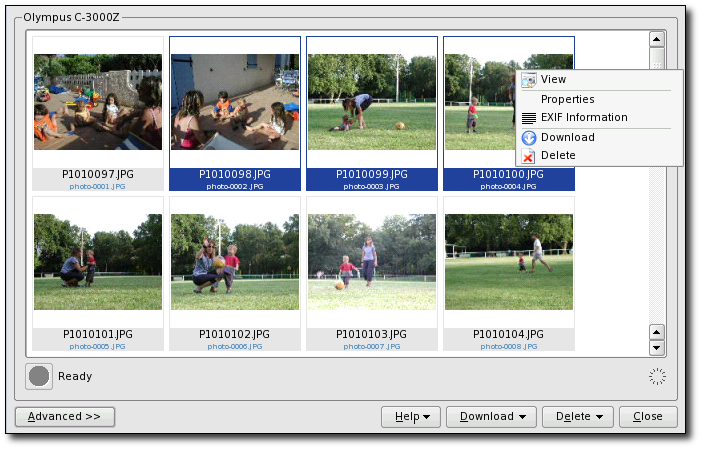 Olympus C-3000Z
View
Properties
EXIF Information
Download
Delete
P1010097.JPG
photo-0001.JPG
P1010098.JPG
photo-0002.JPG
P1010099.JPG
photo-0003.JPG
P1010100.JPG
photo-0004.JPG
P1010101.JPG
photo-0005.JPG
P1010102.JPG
photo-0006.JPG
P1010103.JPG
photo-0007.JPG
P1010104.JPG
photo-0008.JPG
Ready
Advanced >>
Help
Download
Delete
Close